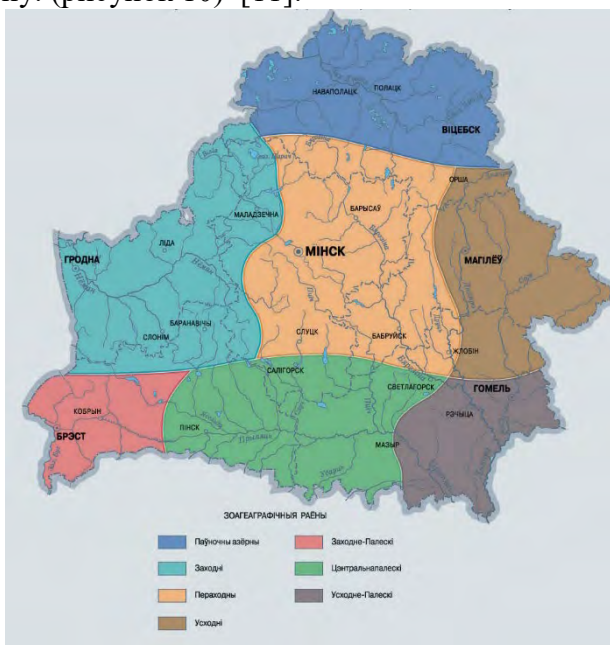 (рисунок 10) [11].
НАВАПОЛАЦК
ПОЛАЦК
ВІЦЕБСК
ОРША
БАРЫСАЎ
МАЛАДЗЕЧНА
ЛІДА
МІНСК
МАГІЛЁЎ
ГРОДНА
Нёман
БАРАНАВІЧЫ
СЛОНІМ
СЛУЦК
БАБРУЙСК
ЖЛОБІН
САЛІГОРСК
СВЕТЛАГОРСК
ГОМЕЛЬ
КОБРЫН
РЭЧЫЦА
БРЭСТ
ПІНСК
Прыпяць
МАЗЫР
ЗООГЕАГРАФІЧНЫЯ РАЁНЫ
Паўночны азёрны
Заходне-Палескі
Заходні
Цэнтральнапалескі
Пераходны
Усходне-Палескі
Усходні